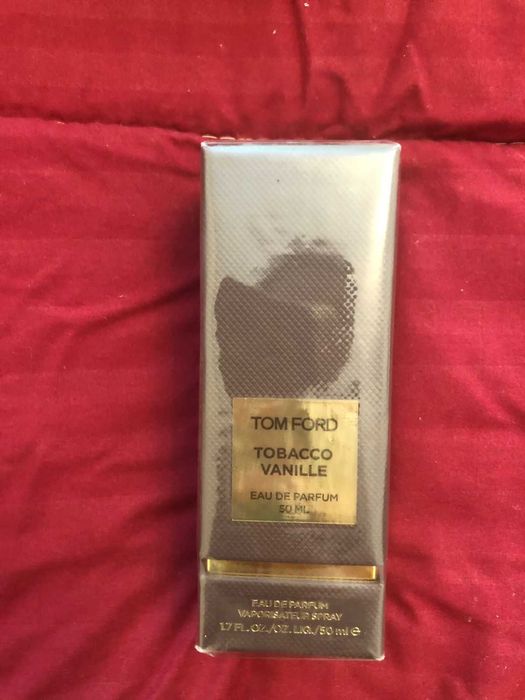 TOM FORD
TOBACCO
VANILLE
EAU DE PARFUM
50 ML
EAU DE PARFUM
VAPORISATEUR SPRAY
1.7 FL.OZ./OZ.LIQ./50 ml e